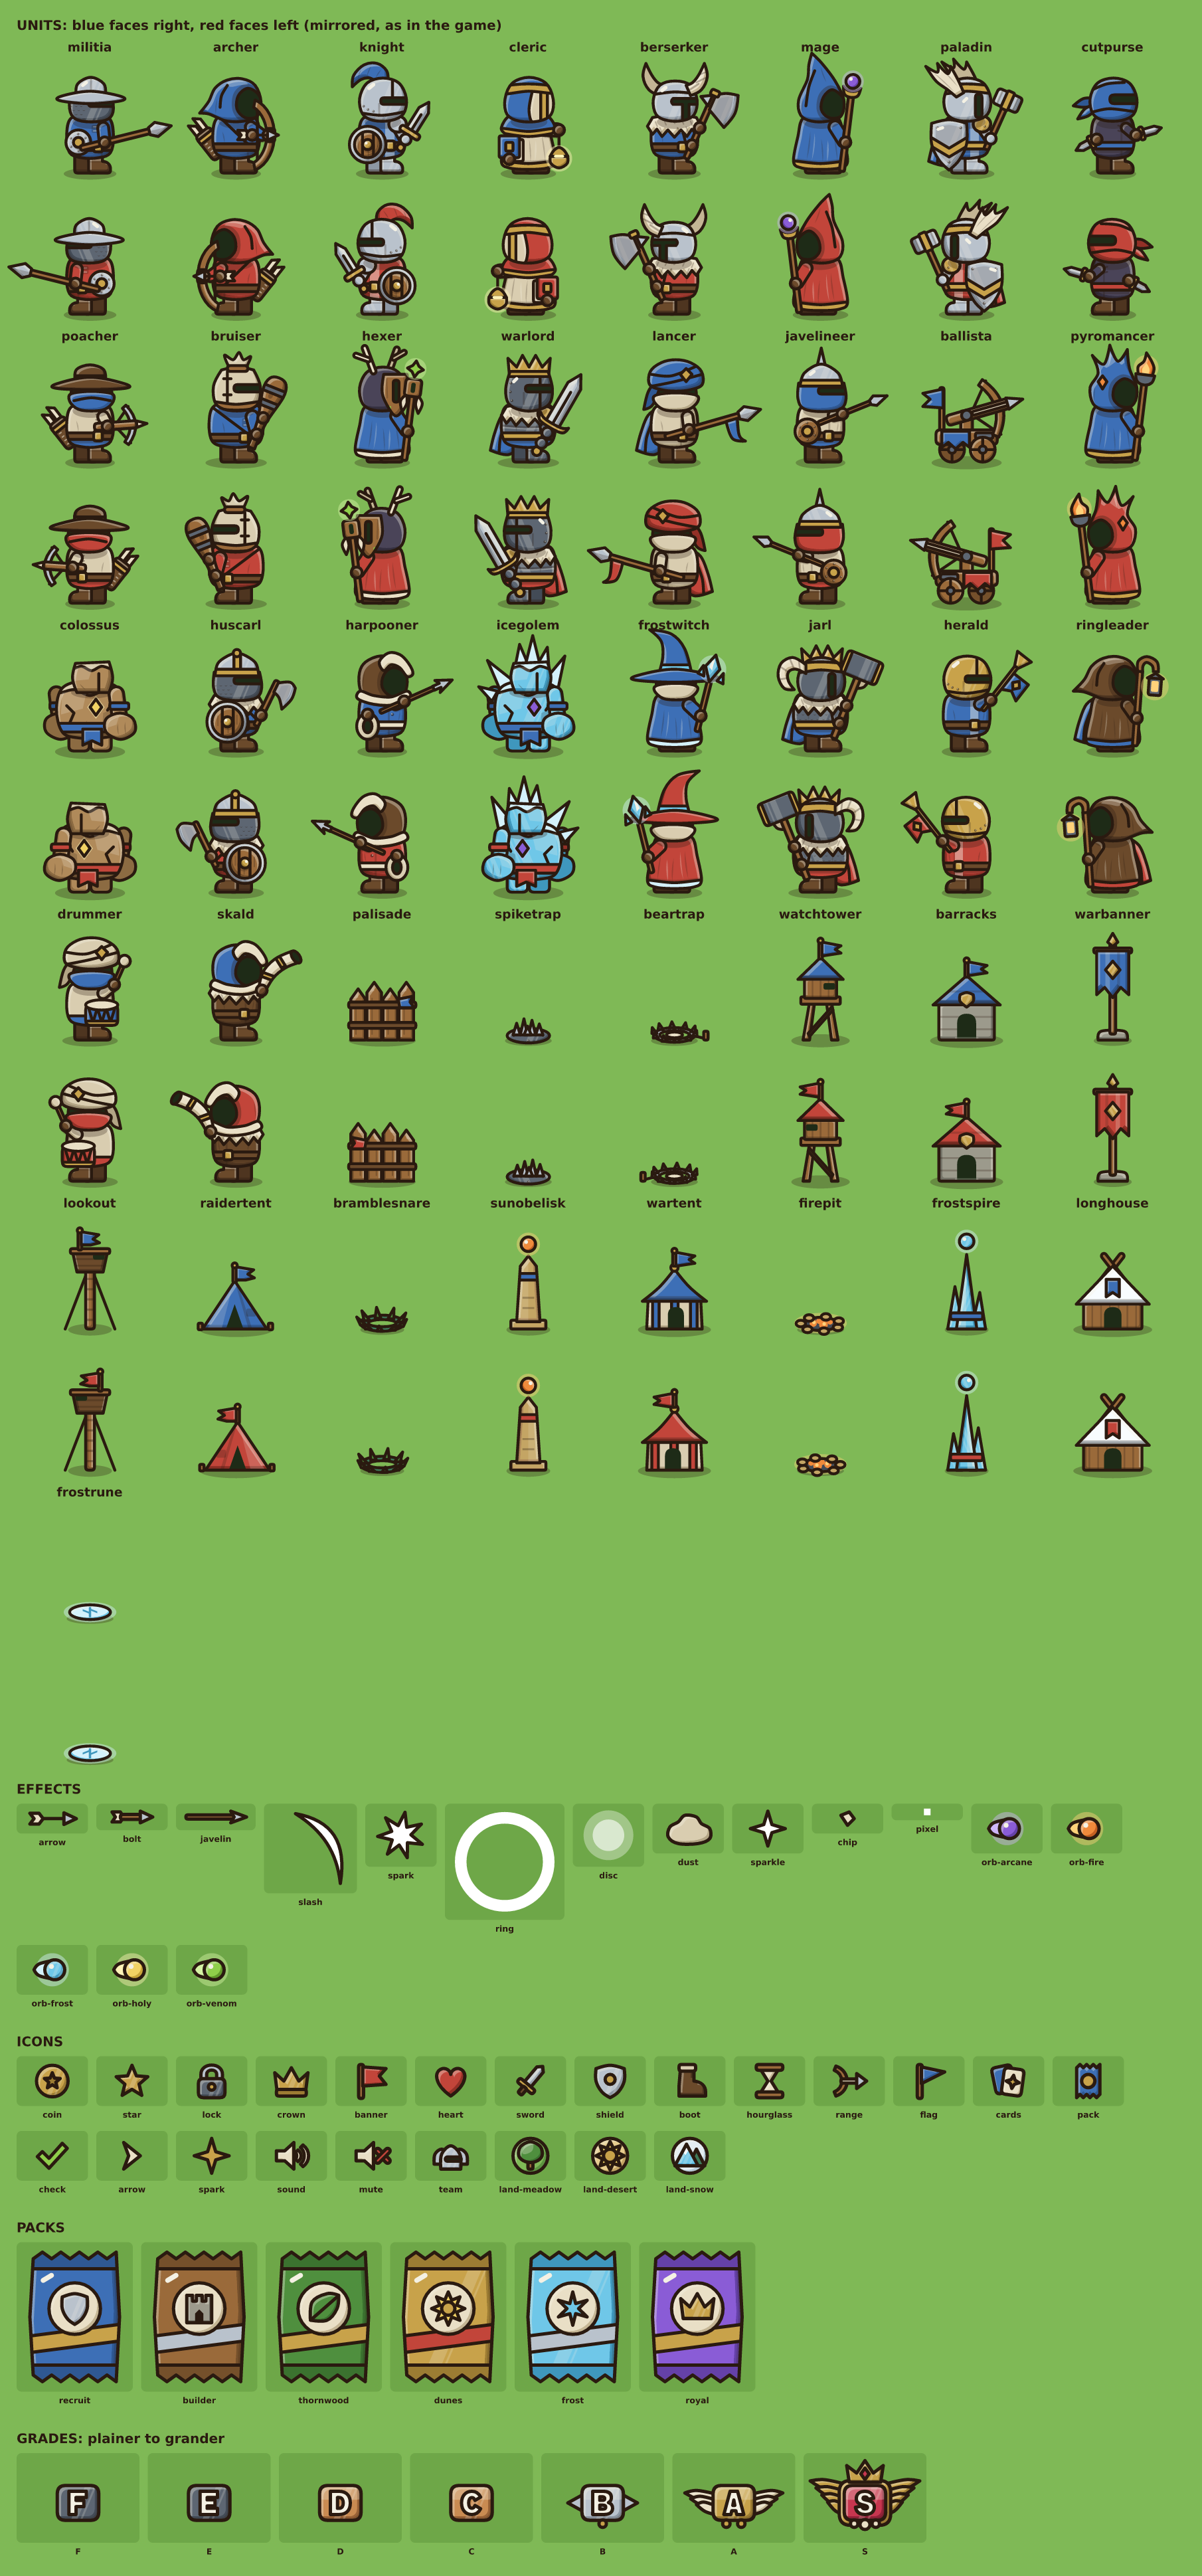 UNITS: blue faces right, red faces left (mirrored, as in the game)
militia archer knight cleric berserker mage paladin cutpurse
poacher bruiser hexer warlord lancer javelineer ballista pyromancer
colossus huscarl harpooner icegolem frostwitch jarl herald ringleader
drummer skald palisade spiketrap beartrap watchtower barracks warbanner
lookout raidertent bramblesnare sunobelisk wartent firepit frostspire longhouse
frostrune
EFFECTS
arrow bolt javelin slash spark ring disc dust sparkle chip pixel orb-arcane orb-fire
orb-frost orb-holy orb-venom
ICONS
coin star lock crown banner heart sword shield boot hourglass range flag cards pack
check arrow spark sound mute team land-meadow land-desert land-snow
PACKS
recruit builder thornwood dunes frost royal
GRADES: plainer to grander
F E D C B A S
F E D C B A S